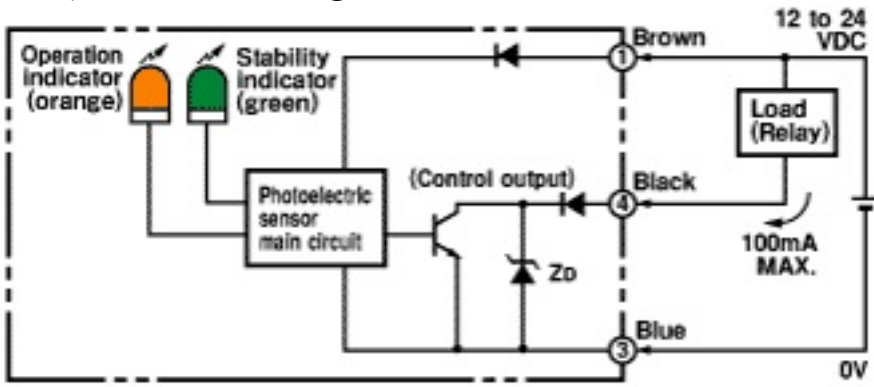 Operation
indicator
(orange)
Stability
indicator
(green)
Photoelectric
sensor
main circuit
(Control output)
ZD
1
Brown
4
Black
3
Blue
12 to 24
VDC
Load
(Relay)
100mA
MAX.
0V